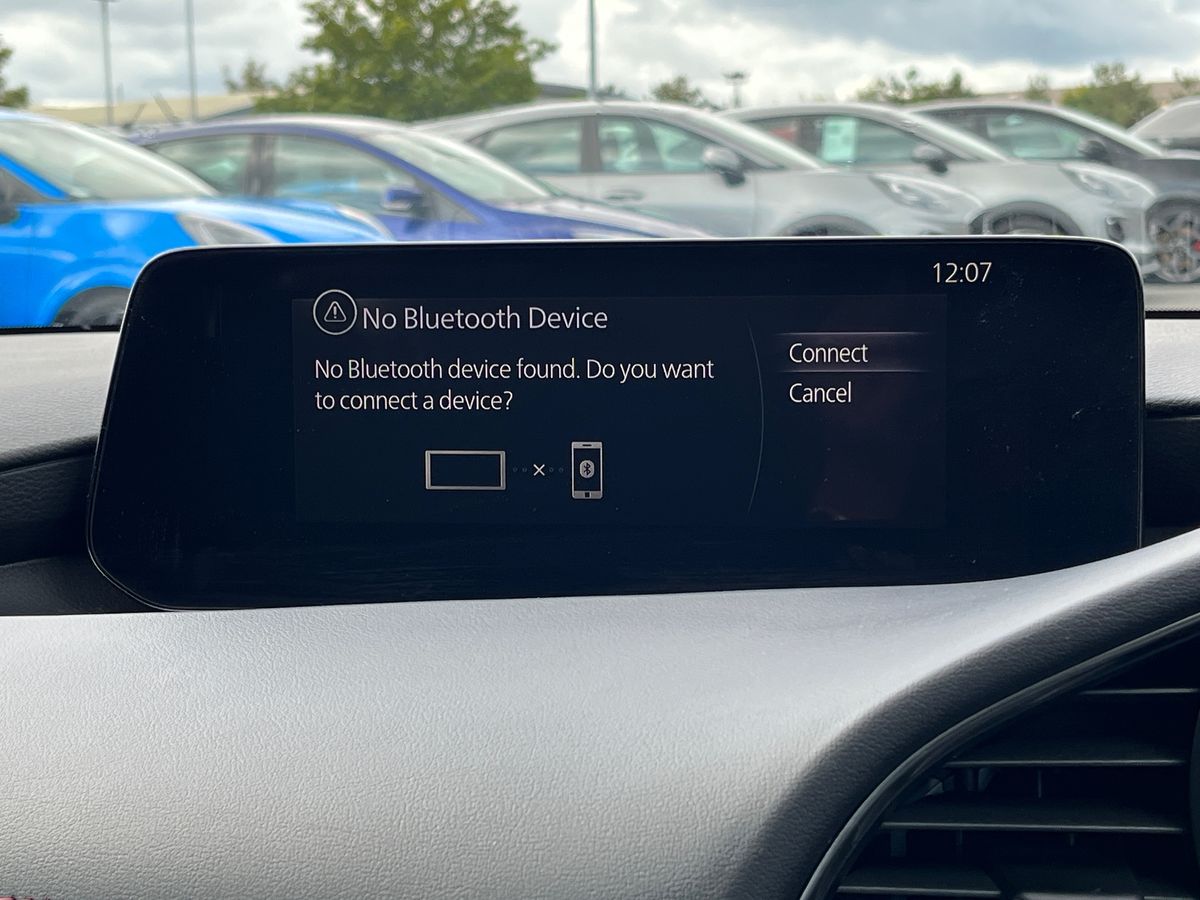 12:07
No Bluetooth Device
No Bluetooth device found. Do you want
to connect a device?
Connect
Cancel